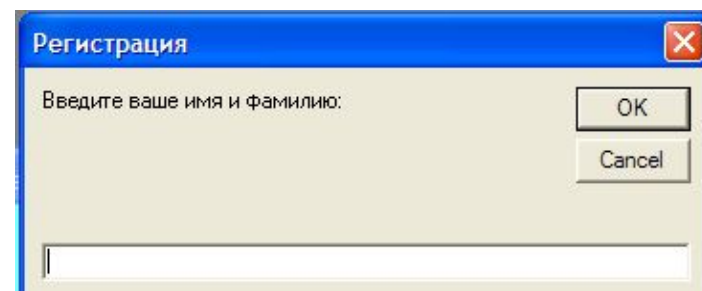 Регистрация
Введите ваше имя и фамилию:
OK
Cancel